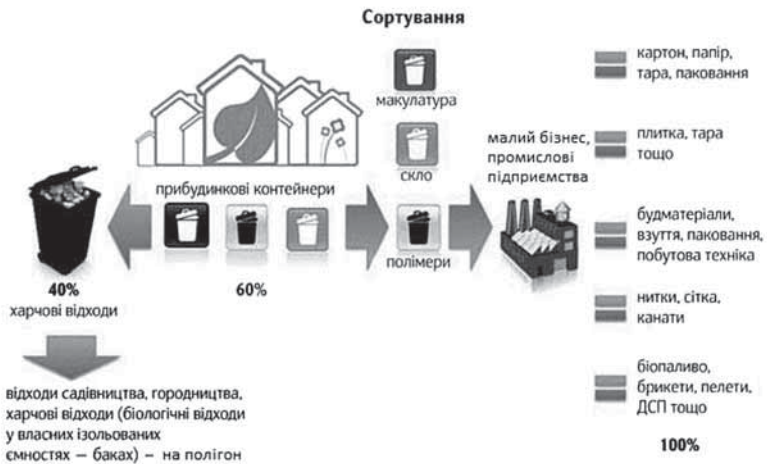 Сортування
макулатура
скло
полімери
прибудинкові контейнери
60%
40%
харчові відходи
відходи садівництва, городництва,
харчові відходи (біологічні відходи
у власних ізольованих
ємностях – баках) – на полігон
малий бізнес,
промислові
підприємства
картон, папір,
тара, паковання
плитка, тара
тощо
будматеріали,
взуття, паковання,
побутова техніка
нитки, сітка,
канати
біопаливо,
брикети, пелети,
ДСП тощо
100%